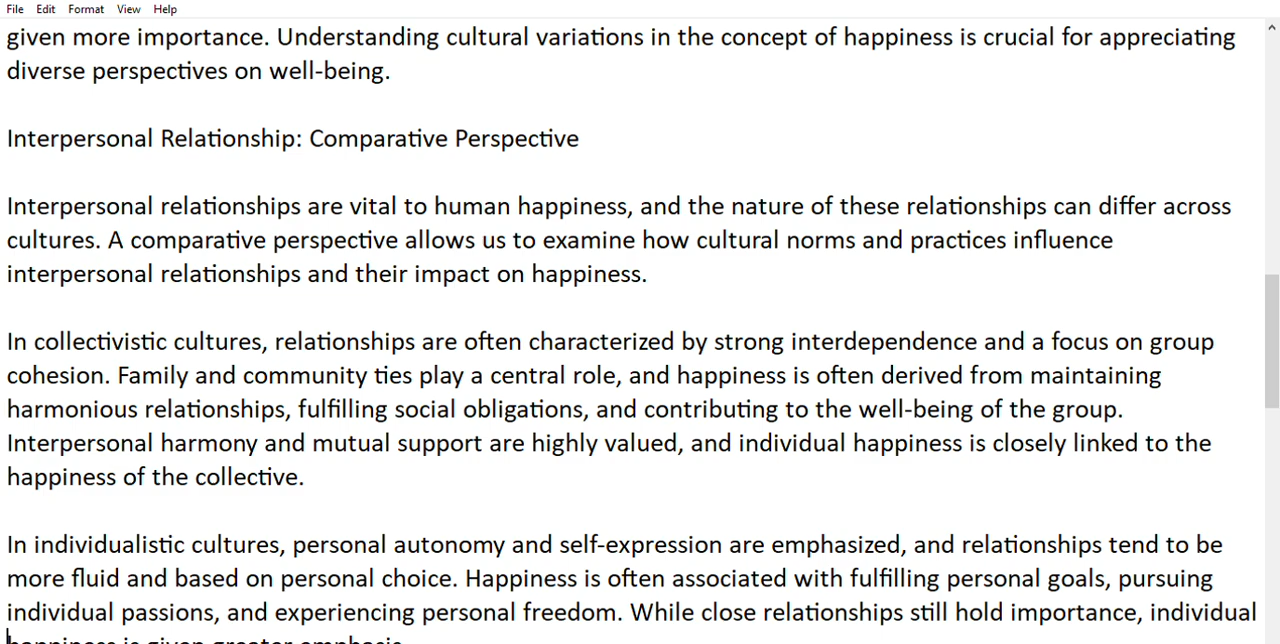 File Edit Format View Help
given more importance. Understanding cultural variations in the concept of happiness is crucial for appreciating
diverse perspectives on well-being.
Interpersonal Relationship: Comparative Perspective
Interpersonal relationships are vital to human happiness, and the nature of these relationships can differ across
cultures. A comparative perspective allows us to examine how cultural norms and practices influence
interpersonal relationships and their impact on happiness.
In collectivistic cultures, relationships are often characterized by strong interdependence and a focus on group
cohesion. Family and community ties play a central role, and happiness is often derived from maintaining
harmonious relationships, fulfilling social obligations, and contributing to the well-being of the group.
Interpersonal harmony and mutual support are highly valued, and individual happiness is closely linked to the
happiness of the collective.
In individualistic cultures, personal autonomy and self-expression are emphasized, and relationships tend to be
more fluid and based on personal choice. Happiness is often associated with fulfilling personal goals, pursuing
individual passions, and experiencing personal freedom. While close relationships still hold importance, individual
happiness is given greater emphasis.